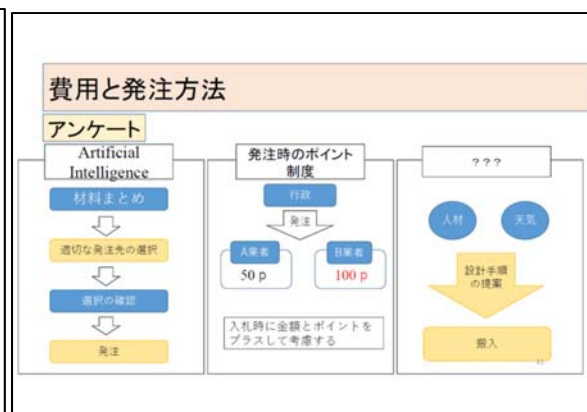 費用と発注方法
アンケート
Artificial
Intelligence
材料まとめ
適切な発注先の選択
選択の確認
発注
発注時のポイント
制度
行政
発注
A業者
50 p
B業者
100 p
入札時に金額とポイントを
プラスして考慮する
???
人材
天気
設計手順
の提案
搬入